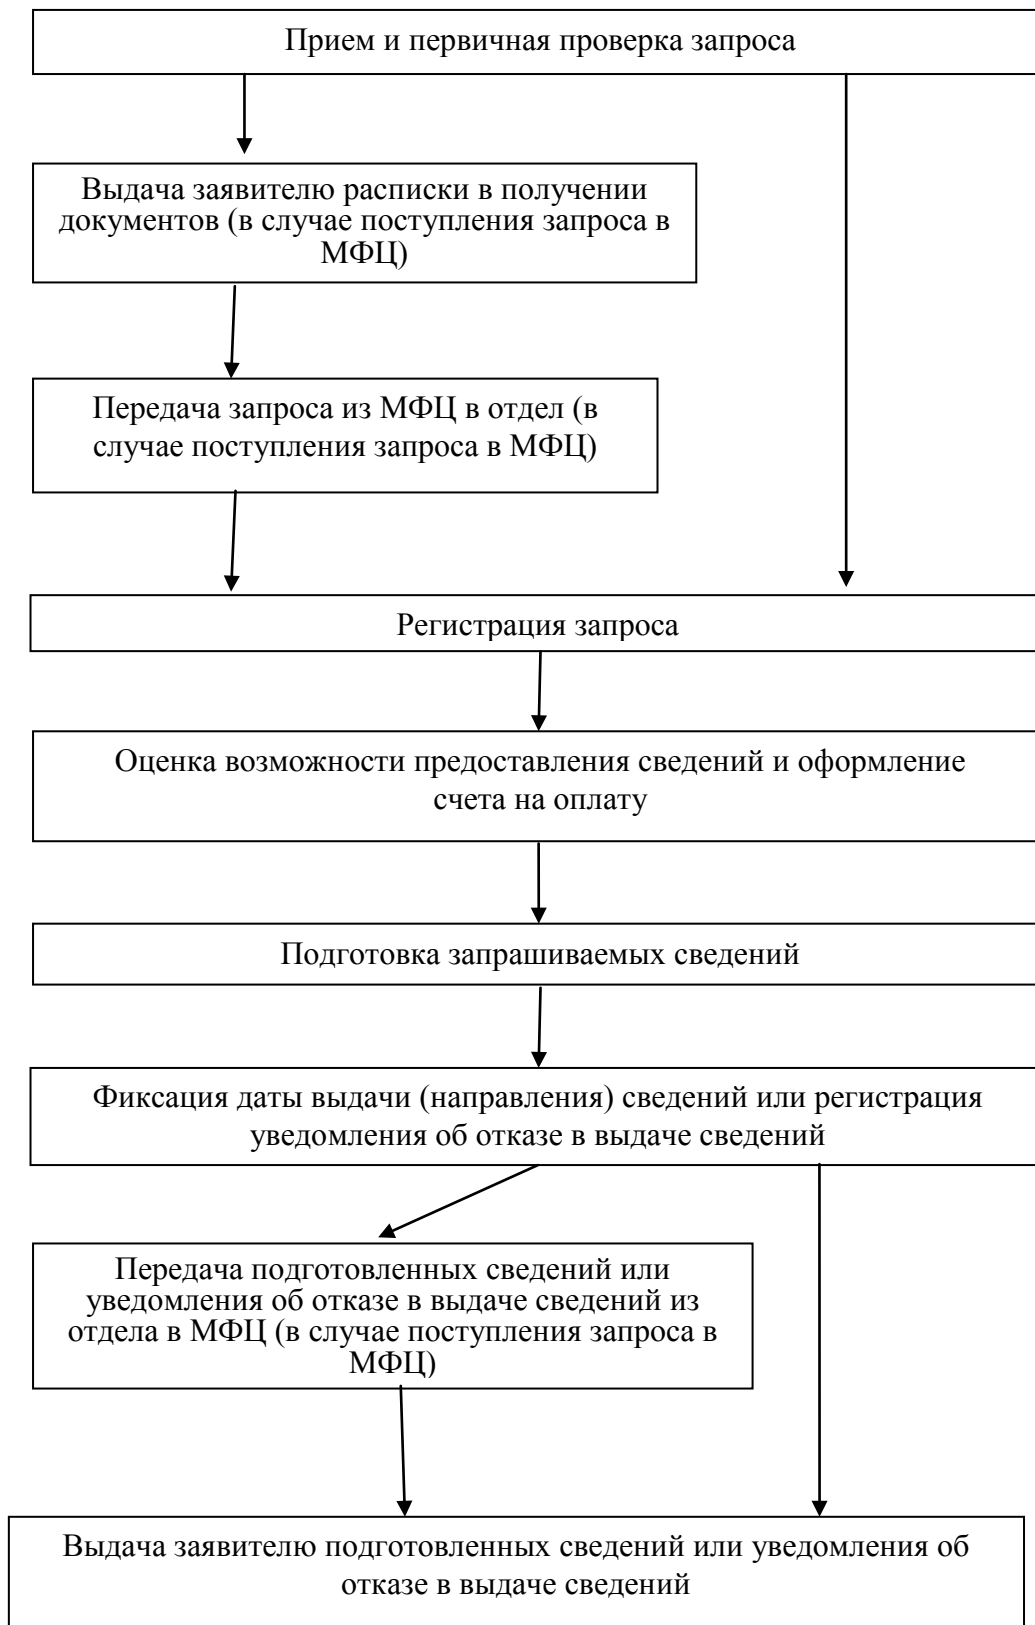 Прием и первичная проверка запроса
Выдача заявителю расписки в получении
документов (в случае поступления запроса в
МФЦ)
Передача запроса из МФЦ в отдел (в
случае поступления запроса в МФЦ)
Регистрация запроса
Оценка возможности предоставления сведений и оформление
счета на оплату
Подготовка запрашиваемых сведений
Фиксация даты выдачи (направления) сведений или регистрация
уведомления об отказе в выдаче сведений
Передача подготовленных сведений или
уведомления об отказе в выдаче сведений из
отдела в МФЦ (в случае поступления запроса в
МФЦ)
Выдача заявителю подготовленных сведений или уведомления об
отказе в выдаче сведений